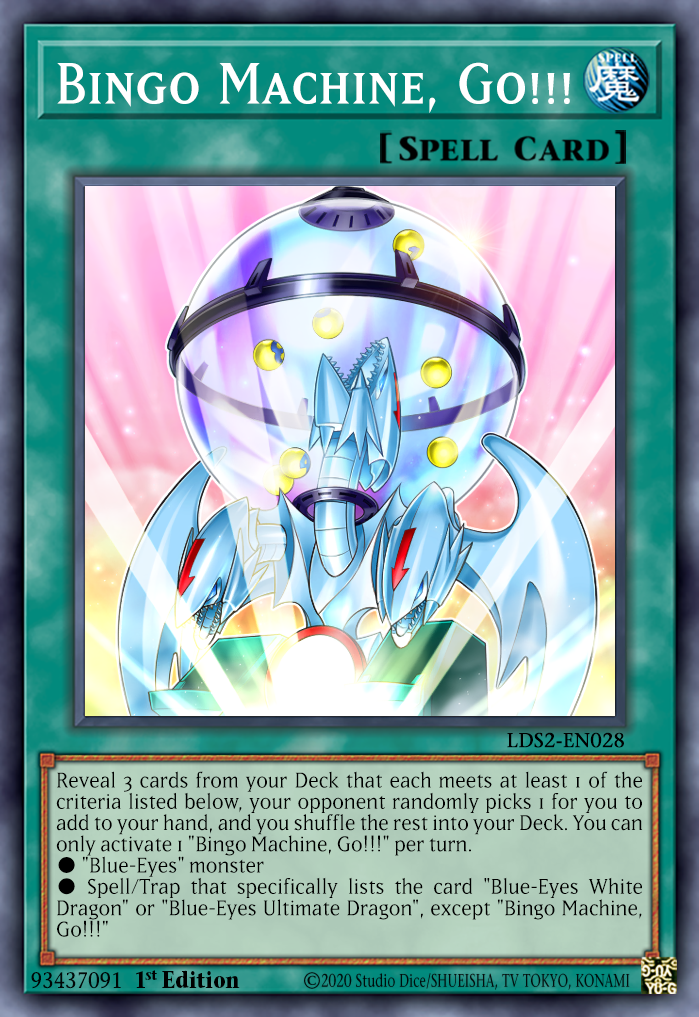 Bingo Machine, Go!!!
SPELL
魔
[Spell Card]
LDS2-EN028
Reveal 3 cards from your Deck that each meets at least 1 of the
criteria listed below, your opponent randomly picks 1 for you to
add to your hand, and you shuffle the rest into your Deck. You can
only activate 1 "Bingo Machine, Go!!!" per turn.
● "Blue-Eyes" monster
● Spell/Trap that specifically lists the card "Blue-Eyes White
Dragon" or "Blue-Eyes Ultimate Dragon", except "Bingo Machine,
Go!!!"
93437091 1st Edition ©2020 Studio Dice/SHUEISHA, TV TOKYO, KONAMI